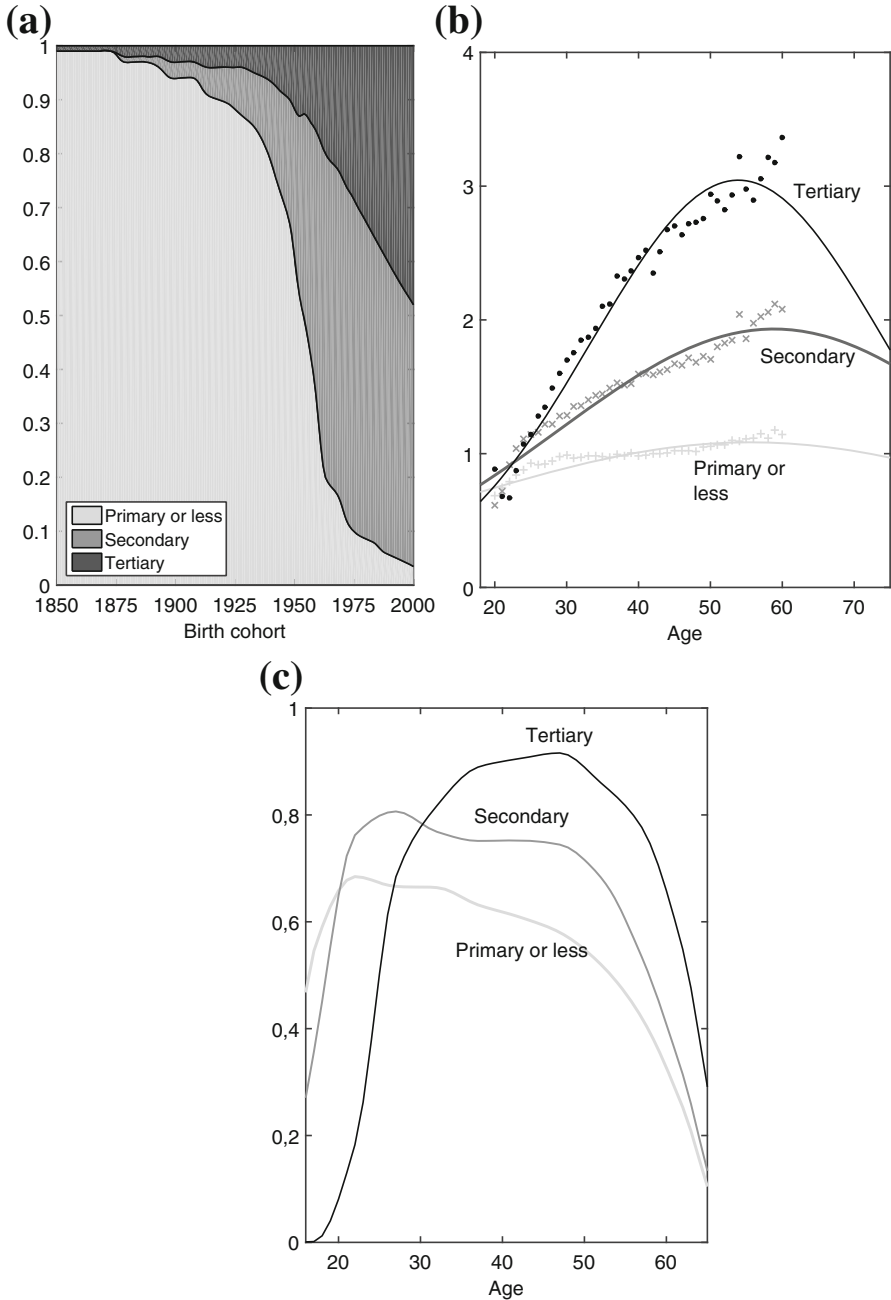 (a)
1
0.9
0.8
0.7
0.6
0.5
0.4
0.3
0.2
0.1
0
Primary or less
Secondary
Tertiary
1850 1875 1900 1925 1950 1975 2000
Birth cohort
(b)
4
3
2
1
0
Tertiary
Secondary
Primary or
less
20 30 40 50 60 70
Age
(c)
1
0,8
0,6
0,4
0,2
0
Tertiary
Secondary
Primary or less
20 30 40 50 60
Age